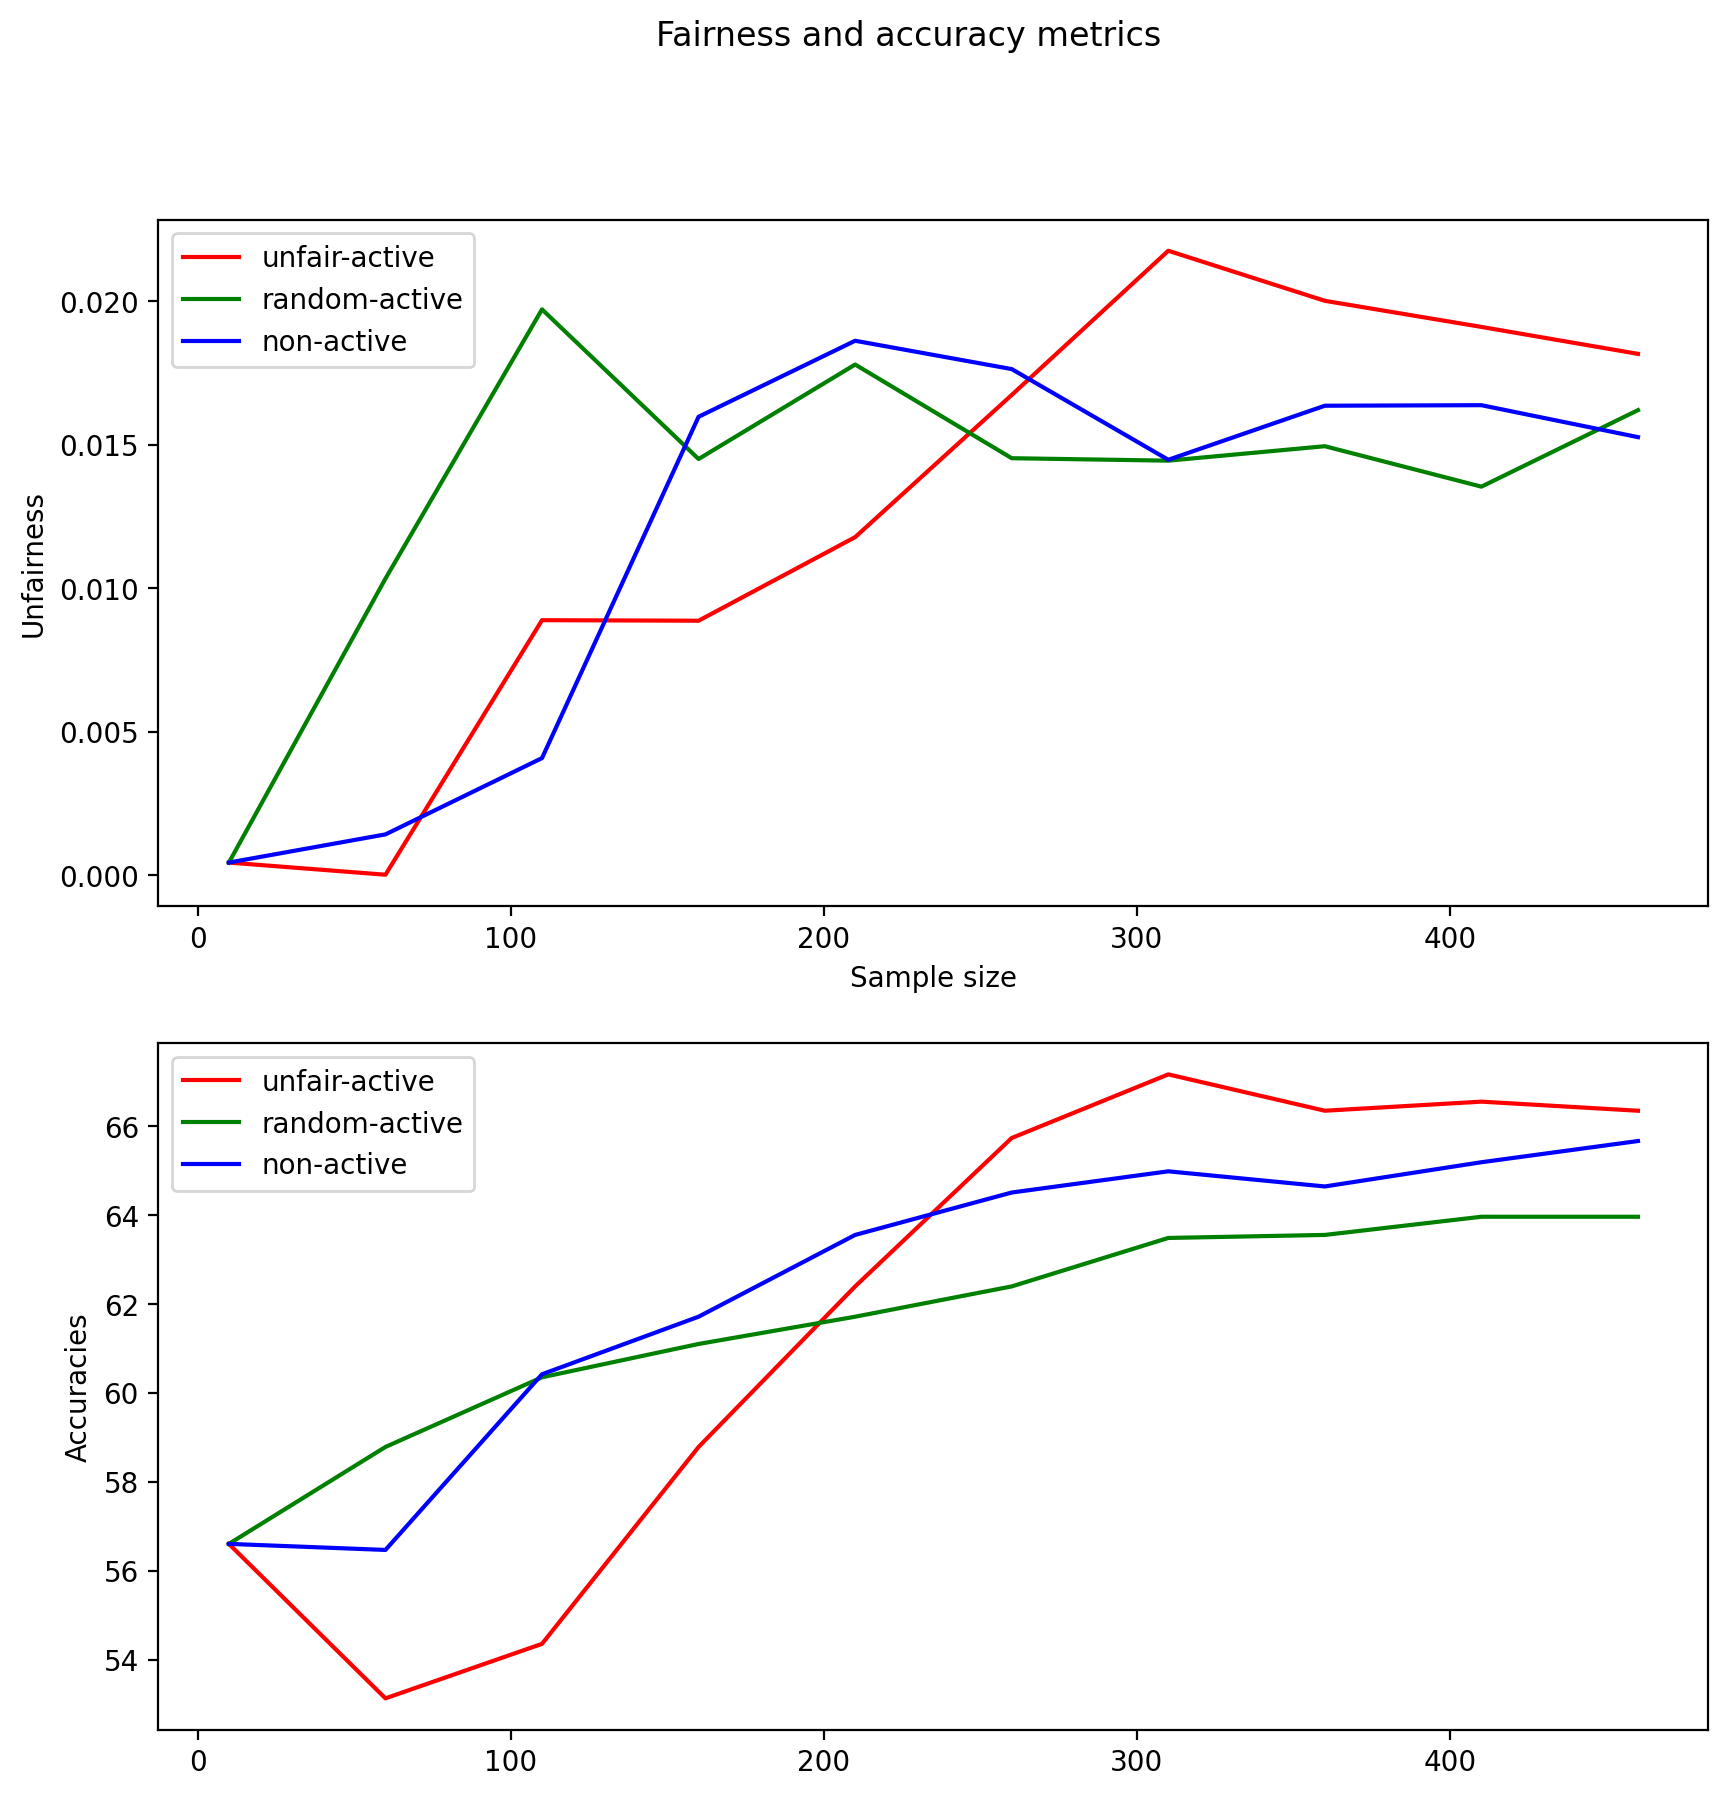 Fairness and accuracy metrics
unfair-active
random-active
non-active
0.020
0.015
0.010
0.005
0.000
Unfairness
0 100 200 300 400
Sample size
unfair-active
random-active
non-active
66
64
62
60
58
56
54
Accuracies
0 100 200 300 400